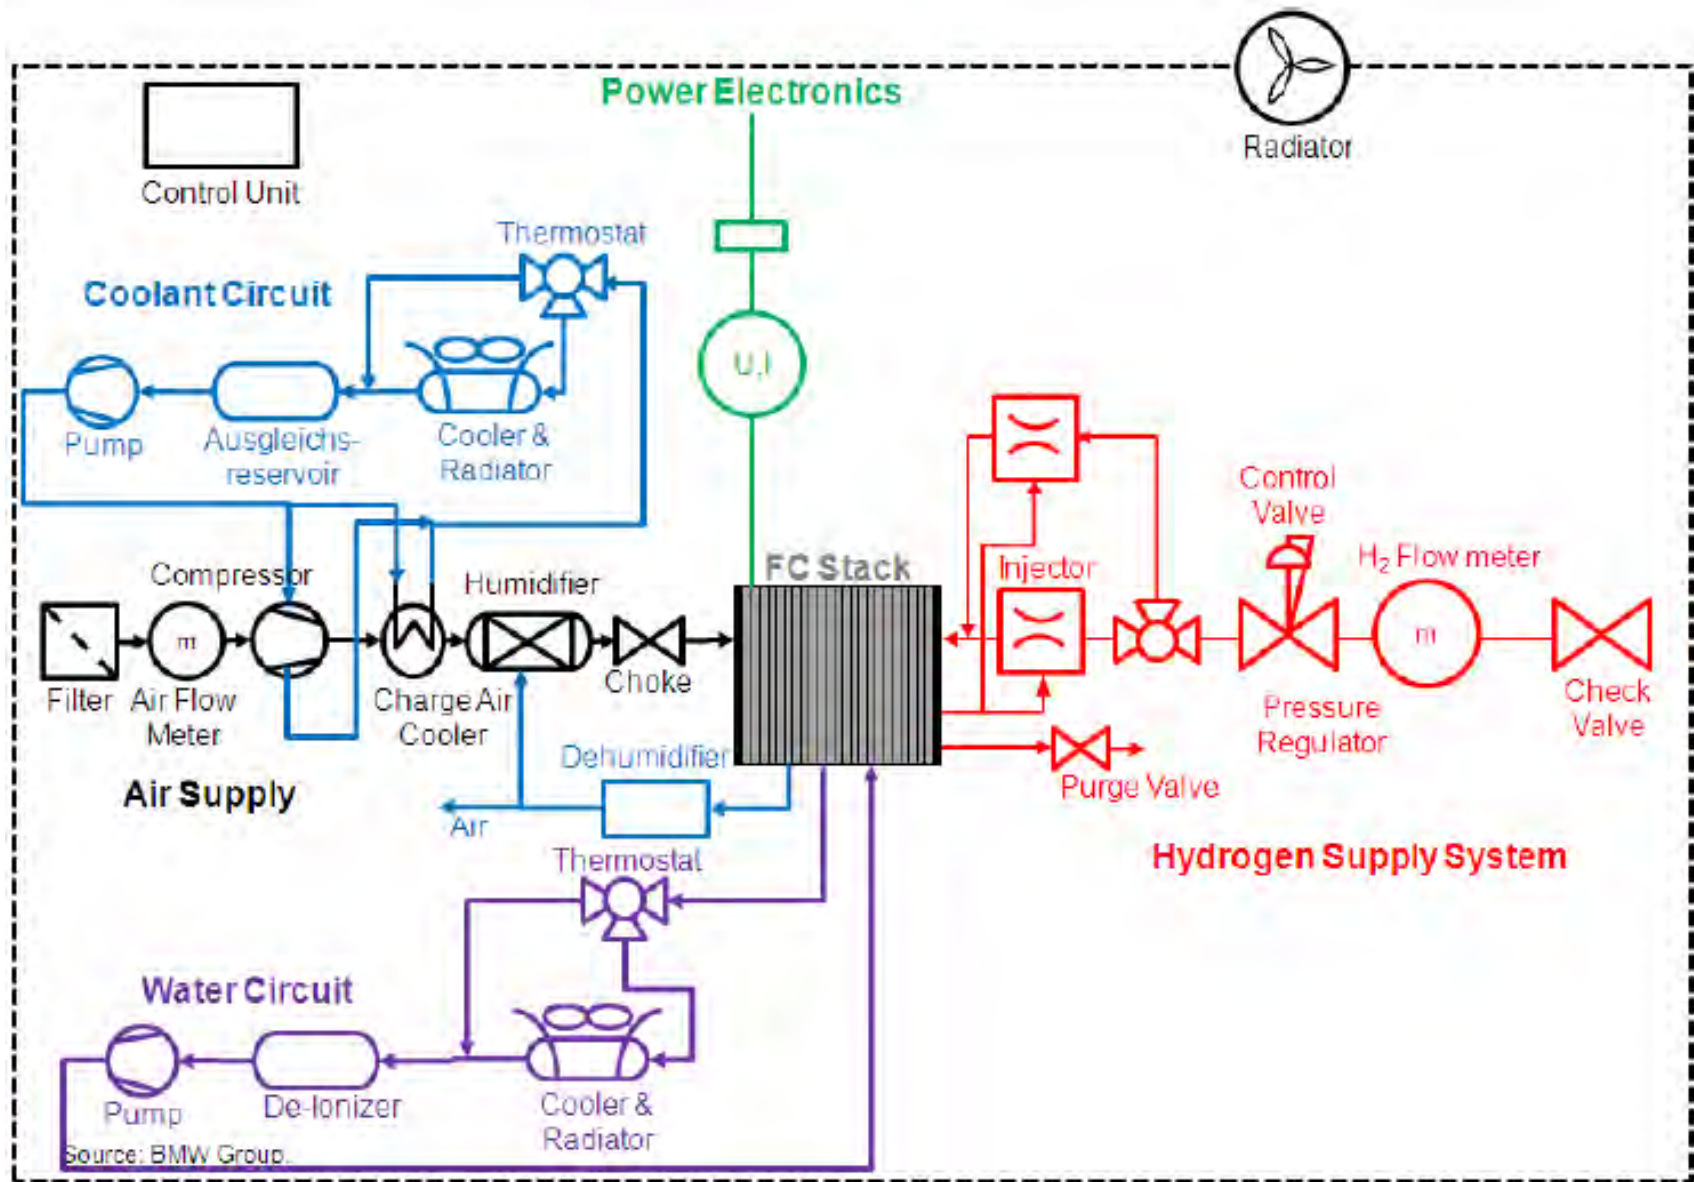 Power Electronics
Radiator
Control Unit
Thermostat
Coolant Circuit
U,I
Pump
Ausgleichs-
reservoir
Cooler &
Radiator
Control
Valve
H2 Flow meter
FC Stack
Injector
Compressor
Humidifier
m
m
Filter
Air Flow
Meter
Charge Air
Cooler
Choke
Pressure
Regulator
Check
Valve
Dehumidifier
Purge Valve
Air Supply
Air
Thermostat
Hydrogen Supply System
Water Circuit
Pump
De-Ionizer
Cooler &
Radiator
Source: BMW Group.